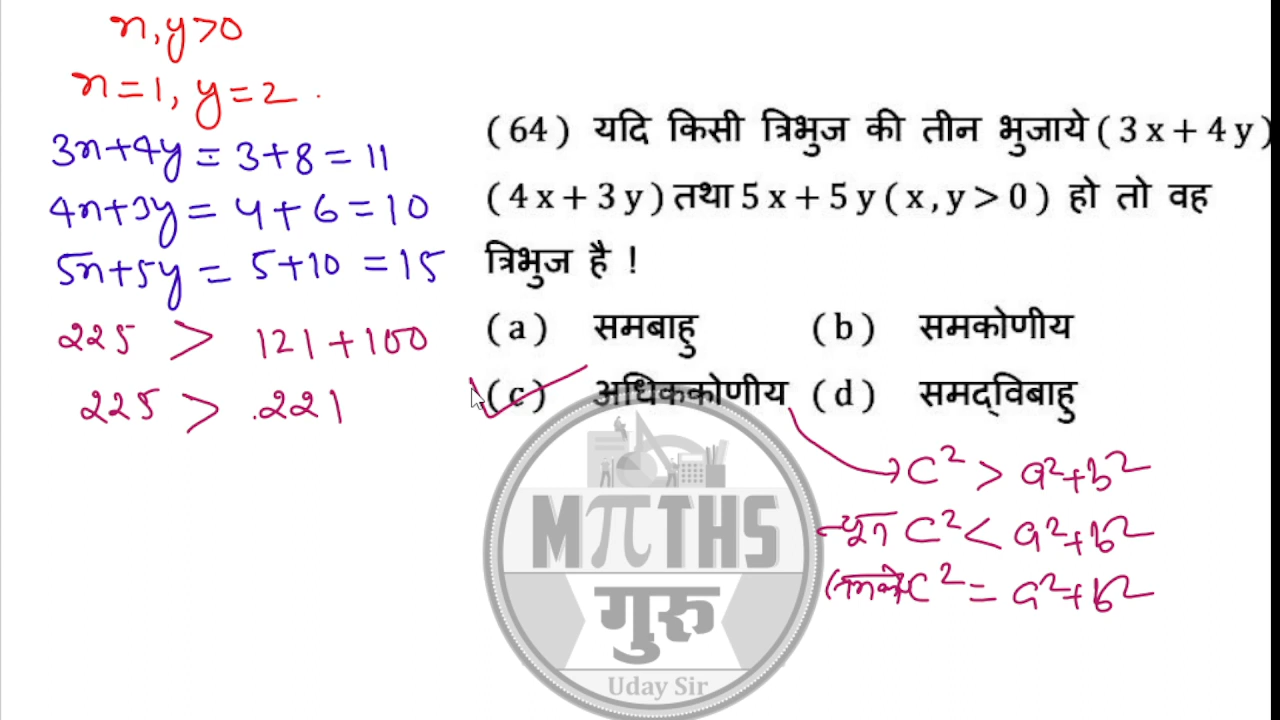 x, y > 0
x = 1, y = 2 .
3x + 4y = 3 + 8 = 11
4x + 3y = 4 + 6 = 10
5x + 5y = 5 + 10 = 15
225 > 121 + 100
225 > .221
(64) यदि किसी त्रिभुज की तीन भुजाये (3x+4y)
(4x+3y) तथा 5x+5y (x,y>0) हो तो वह
त्रिभुज है !
(a) समबाहु (b) समकोणीय
(c) अधिककोणीय (d) समद्विबाहु
c² > a²+b²
न्यून c² < a²+b²
समको c² = a²+b²
MπTHS
गुरु
Uday Sir